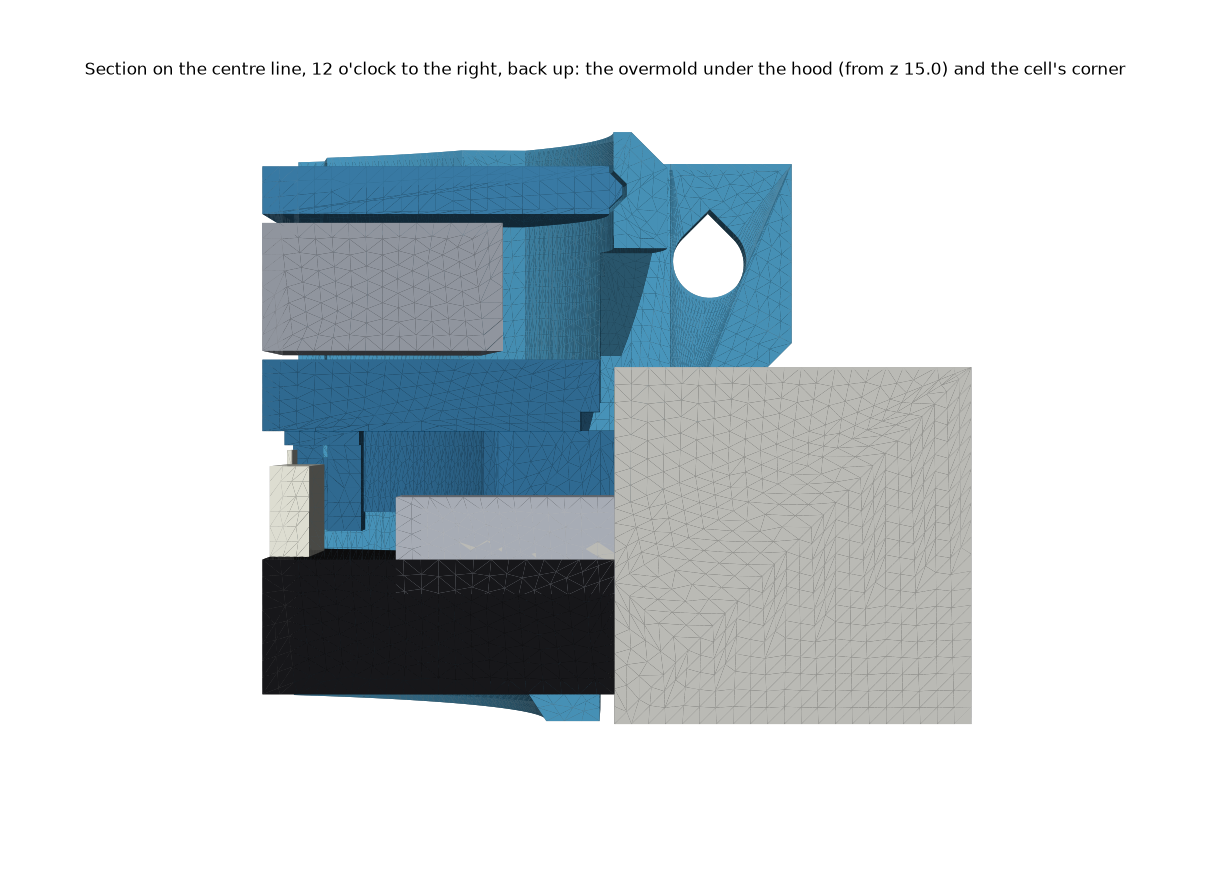 Section on the centre line, 12 o'clock to the right, back up: the overmold under the hood (from z 15.0) and the cell's corner